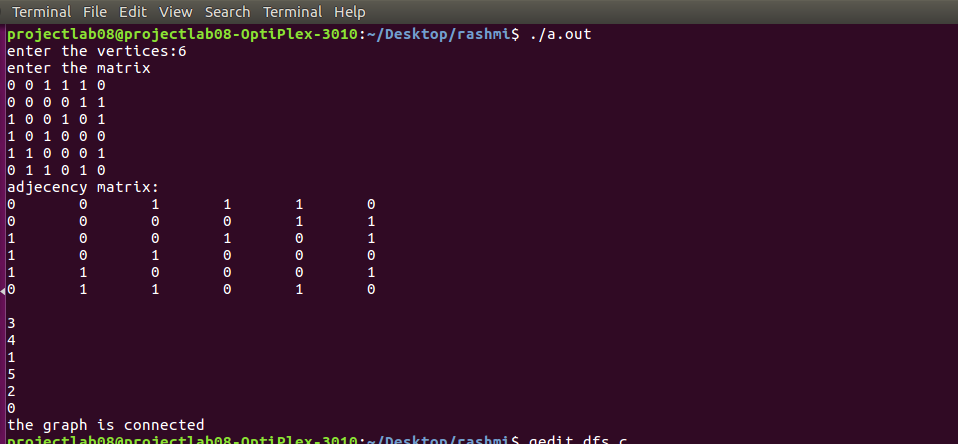 Terminal File Edit View Search Terminal Help
projectlab08@projectlab08-OptiPlex-3010:~/Desktop/rashmi$ ./a.out
enter the vertices:6
enter the matrix
0 0 1 1 1 0
0 0 0 0 1 1
1 0 0 1 0 1
1 0 1 0 0 0
1 1 0 0 0 1
0 1 1 0 1 0
adjecency matrix:
0 0 1 1 1 0
0 0 0 0 1 1
1 0 0 1 0 1
1 0 1 0 0 0
1 1 0 0 0 1
0 1 1 0 1 0
3
4
1
5
2
0
the graph is connected
projectlab08@projectlab08-OptiPlex-3010:~/Desktop/rashmi$ gedit dfs.c